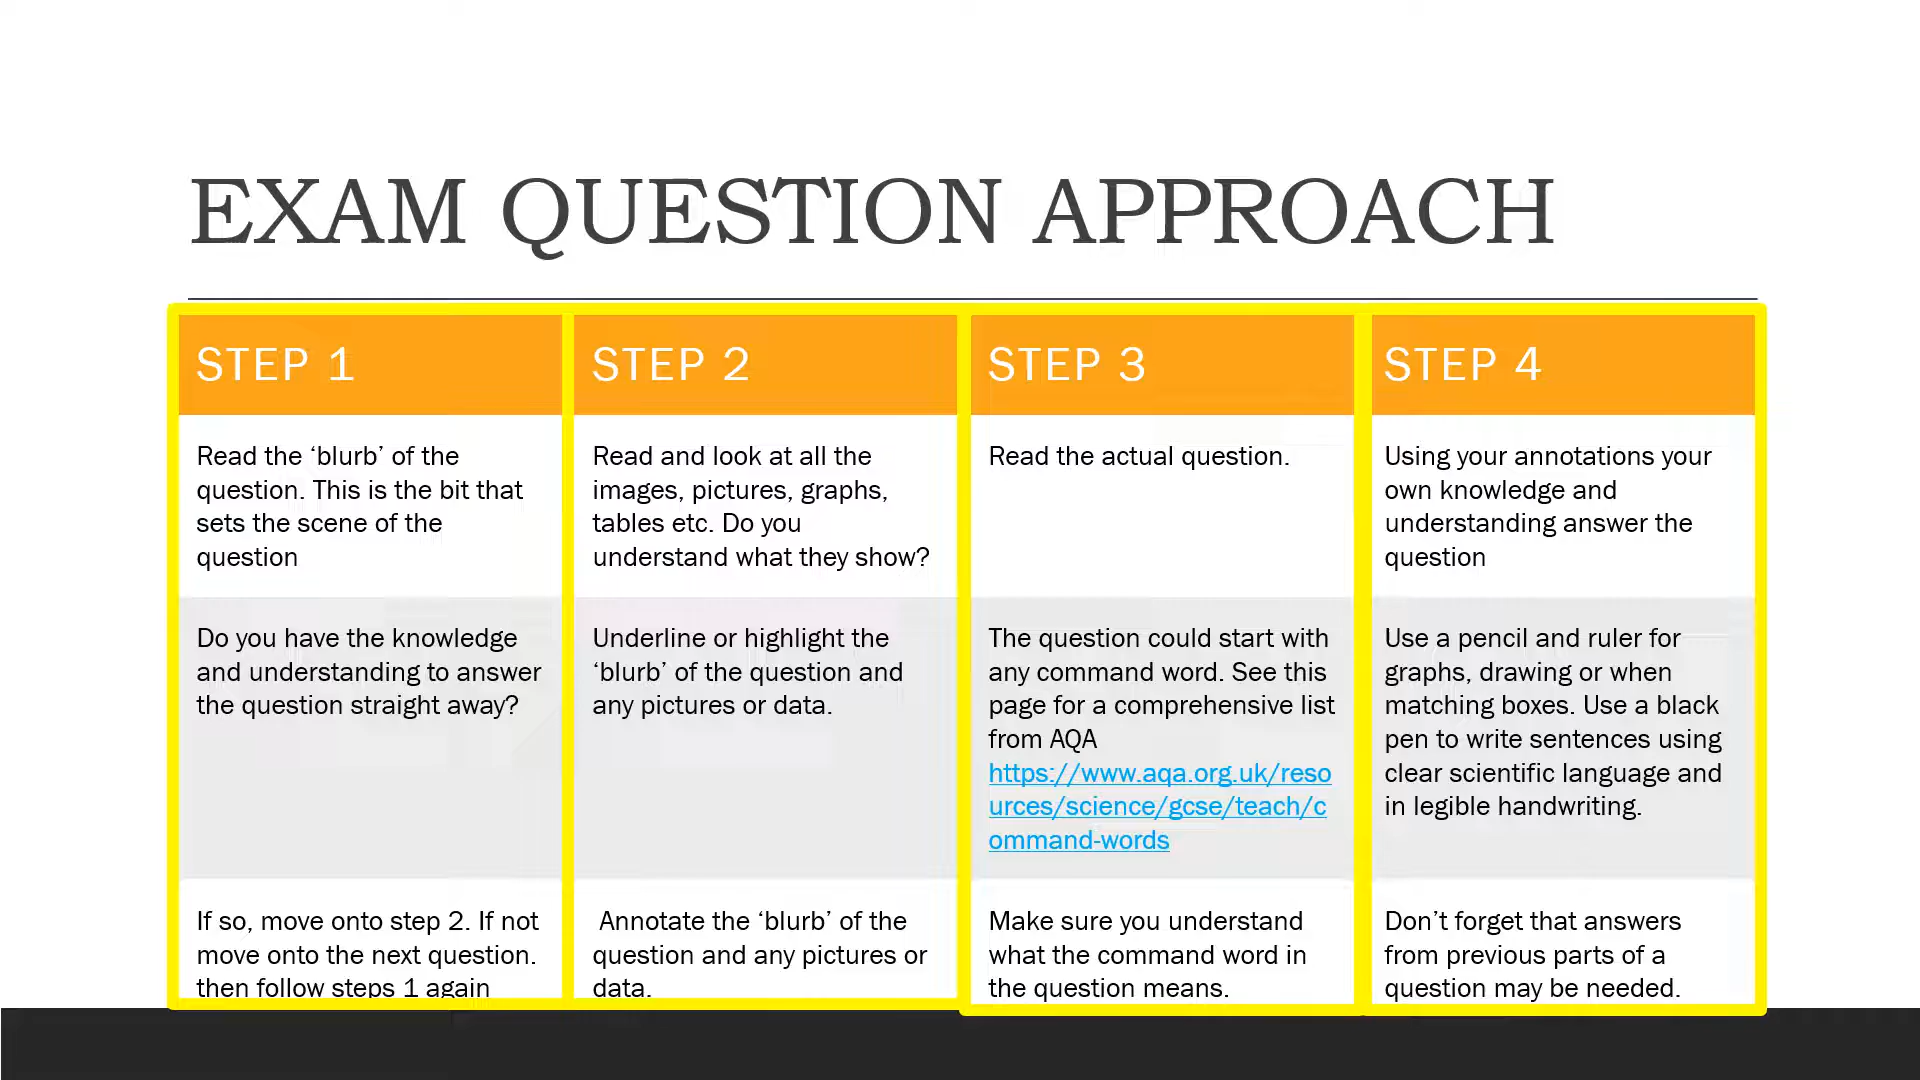 EXAM QUESTION APPROACH
STEP 1
STEP 2
STEP 3
STEP 4
Read the ‘blurb’ of the
question. This is the bit that
sets the scene of the
question
Read and look at all the
images, pictures, graphs,
tables etc. Do you
understand what they show?
Read the actual question.
Using your annotations your
own knowledge and
understanding answer the
question
Do you have the knowledge
and understanding to answer
the question straight away?
Underline or highlight the
‘blurb’ of the question and
any pictures or data.
The question could start with
any command word. See this
page for a comprehensive list
from AQA
https://www.aqa.org.uk/reso
urces/science/gcse/teach/c
ommand-words
Use a pencil and ruler for
graphs, drawing or when
matching boxes. Use a black
pen to write sentences using
clear scientific language and
in legible handwriting.
If so, move onto step 2. If not
move onto the next question.
then follow steps 1 again
Annotate the ‘blurb’ of the
question and any pictures or
data.
Make sure you understand
what the command word in
the question means.
Don’t forget that answers
from previous parts of a
question may be needed.